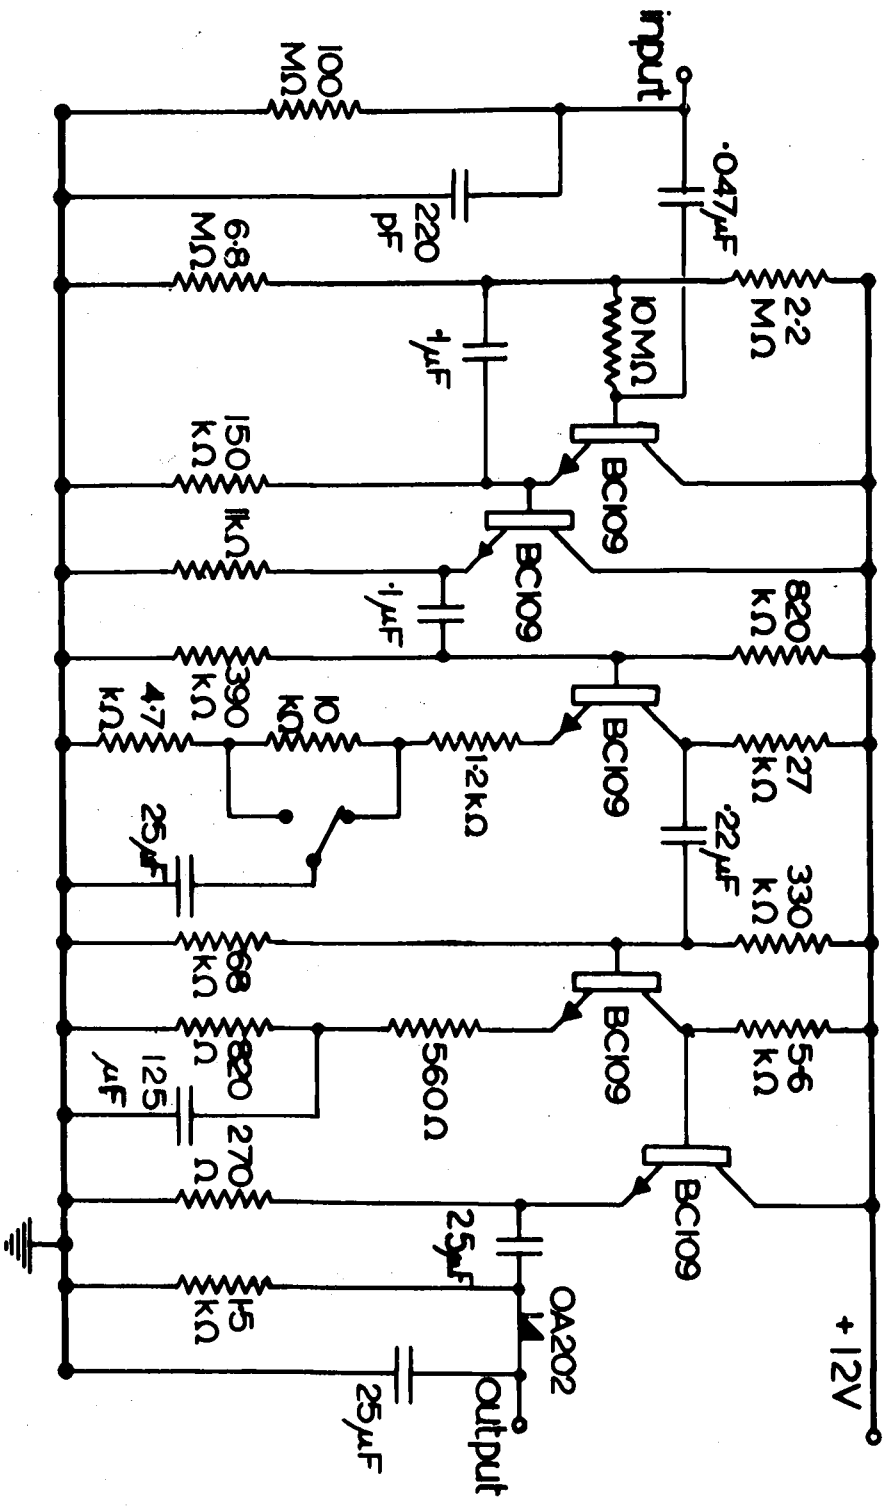 +12V
2·2
MΩ
820
kΩ
27
kΩ
330
kΩ
5·6
kΩ
input
·047µF
10MΩ
BC109
BC109
BC109
·22µF
BC109
BC109
220
pF
·1µF
·1µF
1·2kΩ
560Ω
25µF
OA202
output
100
MΩ
6·8
MΩ
150
kΩ
1kΩ
390
kΩ
10
kΩ
4·7
kΩ
25µF
68
kΩ
820
Ω
125
µF
270
Ω
1·5
kΩ
25µF